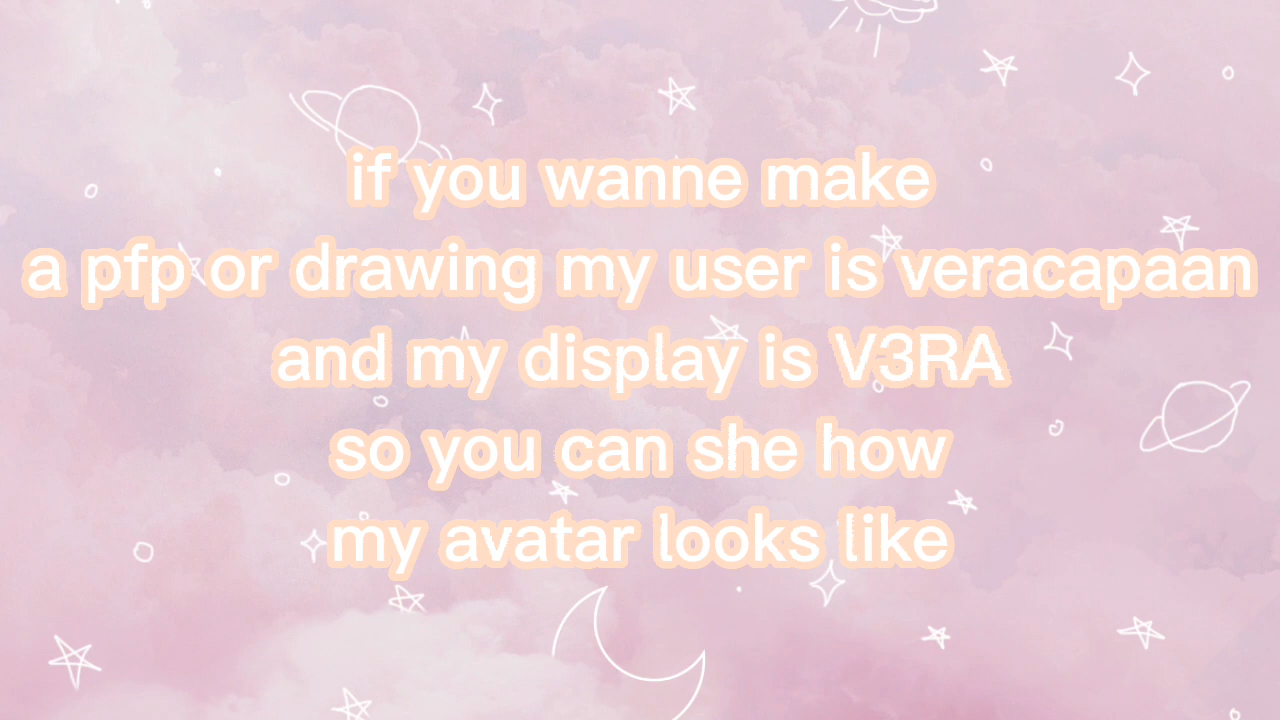 if you wanne make
a pfp or drawing my user is veracapaan
and my display is V3RA
so you can she how
my avatar looks like